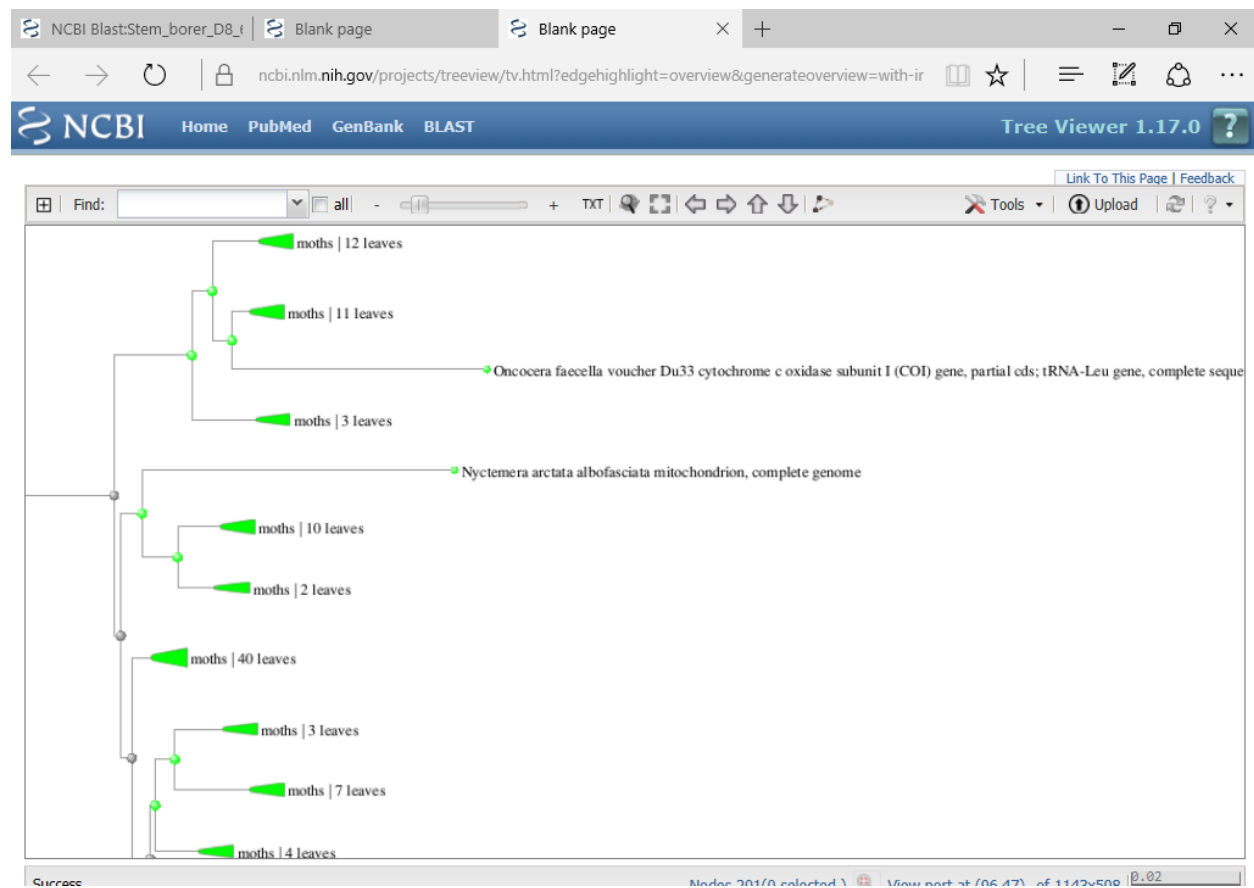 NCBI Blast:Stem_borer_D8_ Blank page Blank page
ncbi.nlm.nih.gov/projects/treeview/tv.html?edgehighlight=overview&generateoverview=with-ir
NCBI Home PubMed GenBank BLAST Tree Viewer 1.17.0 ?
Link To This Page | Feedback
Find: all - + TXT Tools Upload ?
moths | 12 leaves
moths | 11 leaves
Oncocera faecella voucher Du33 cytochrome c oxidase subunit I (COI) gene, partial cds; tRNA-Leu gene, complete seque
moths | 3 leaves
Nyctemera arctata albofasciata mitochondrion, complete genome
moths | 10 leaves
moths | 2 leaves
moths | 40 leaves
moths | 3 leaves
moths | 7 leaves
moths | 4 leaves
Success Nodes 201(0 selected ) View port at (96,47) of 1143x598 0.02